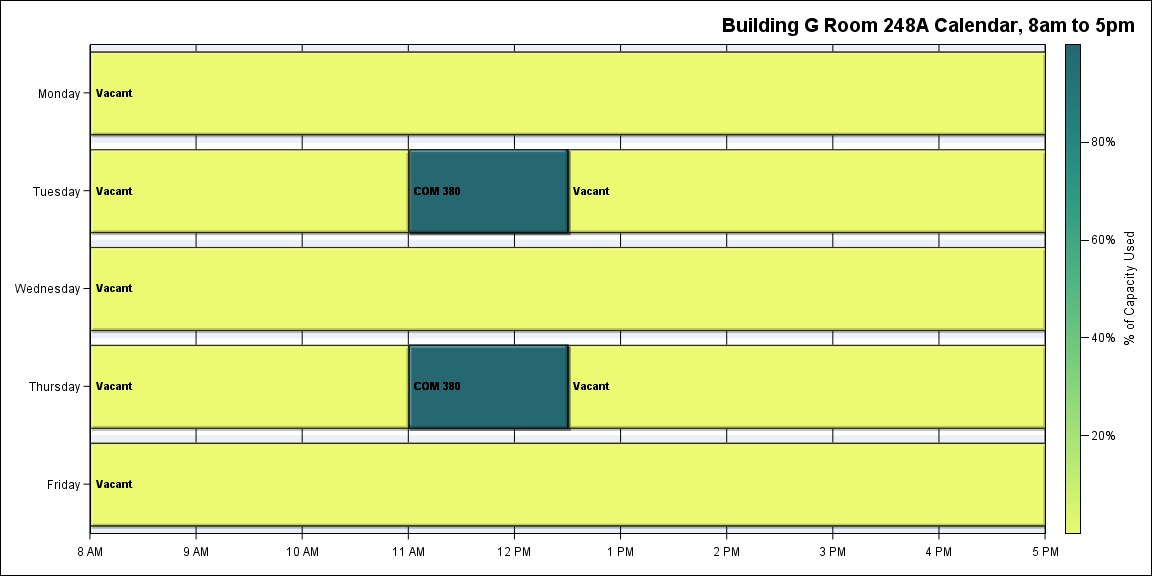 Building G Room 248A Calendar, 8am to 5pm
Monday
Vacant
Tuesday
Vacant
COM 380
Vacant
Wednesday
Vacant
Thursday
Vacant
COM 380
Vacant
Friday
Vacant
8 AM 9 AM 10 AM 11 AM 12 PM 1 PM 2 PM 3 PM 4 PM 5 PM
80%
60%
40%
20%
% of Capacity Used